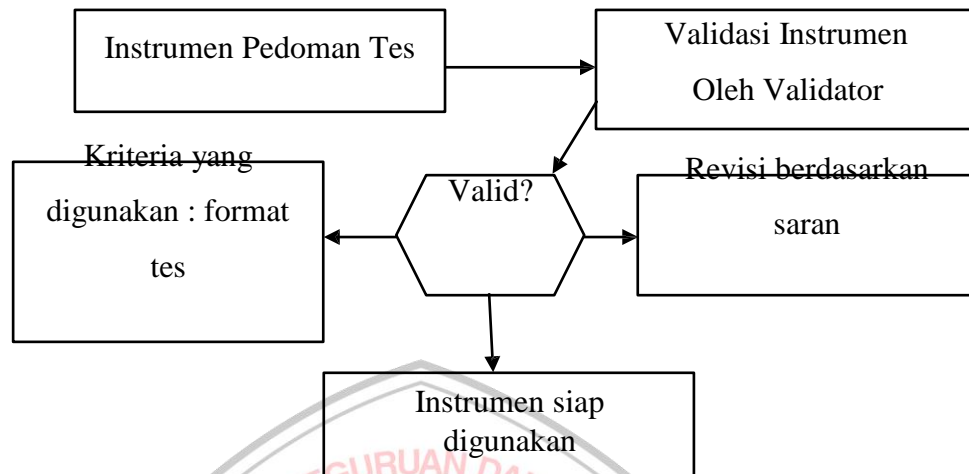 Instrumen Pedoman Tes
Validasi Instrumen
Oleh Validator
Kriteria yang
digunakan : format
tes
Valid?
Revisi berdasarkan
saran
Instrumen siap
digunakan